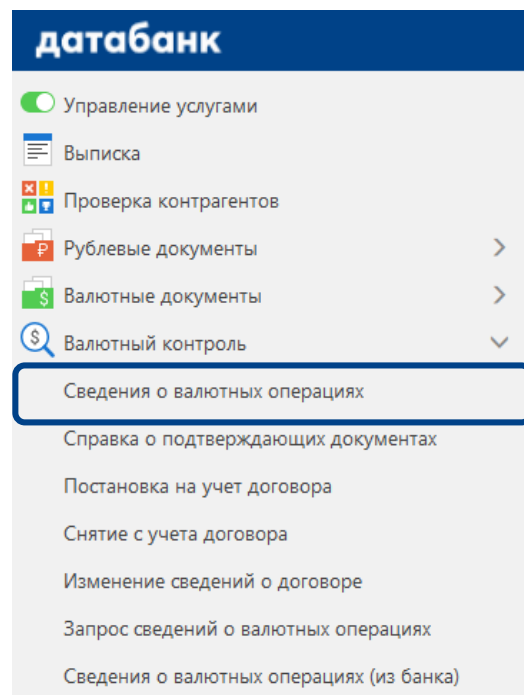 датабанк
Управление услугами
Выписка
Проверка контрагентов
Рублевые документы
Валютные документы
Валютный контроль
Сведения о валютных операциях
Справка о подтверждающих документах
Постановка на учет договора
Снятие с учета договора
Изменение сведений о договоре
Запрос сведений о валютных операциях
Сведения о валютных операциях (из банка)